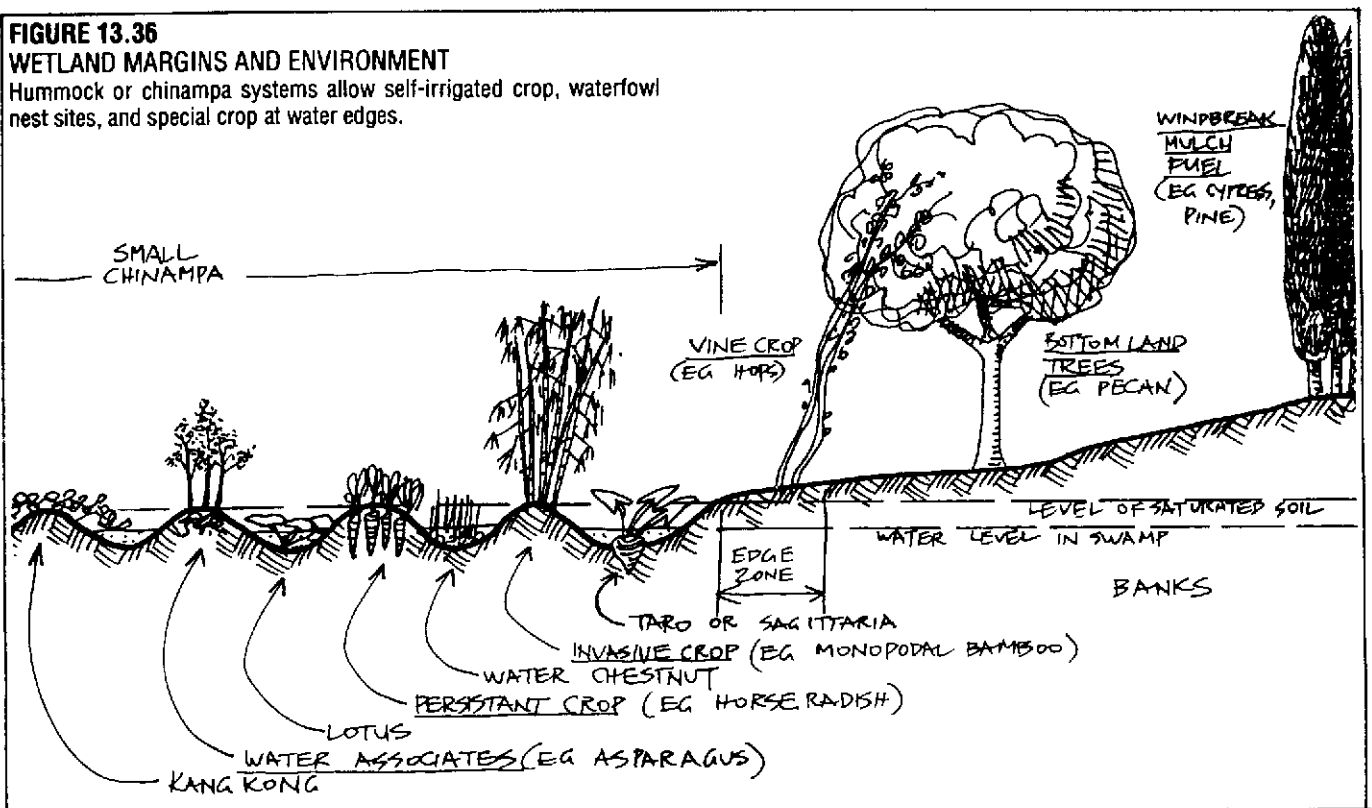 FIGURE 13.36
WETLAND MARGINS AND ENVIRONMENT
Hummock or chinampa systems allow self-irrigated crop, waterfowl
nest sites, and special crop at water edges.
SMALL
CHINAMPA
WINDBREAK
MULCH
FUEL
(EG CYPRES,
PINE)
VINE CROP
(EG HOPS)
BOTTOM LAND
TREES
(EG PECAN)
LEVEL OF SATURATED SOIL
WATER LEVEL IN SWAMP
EDGE
ZONE
BANKS
TARO OR SAGITTARIA
INVASIVE CROP (EG MONOPODAL BAMBOO)
WATER CHESTNUT
PERSISTANT CROP (EG HORSERADISH)
LOTUS
WATER ASSOCIATES (EG ASPARAGUS)
KANG KONG